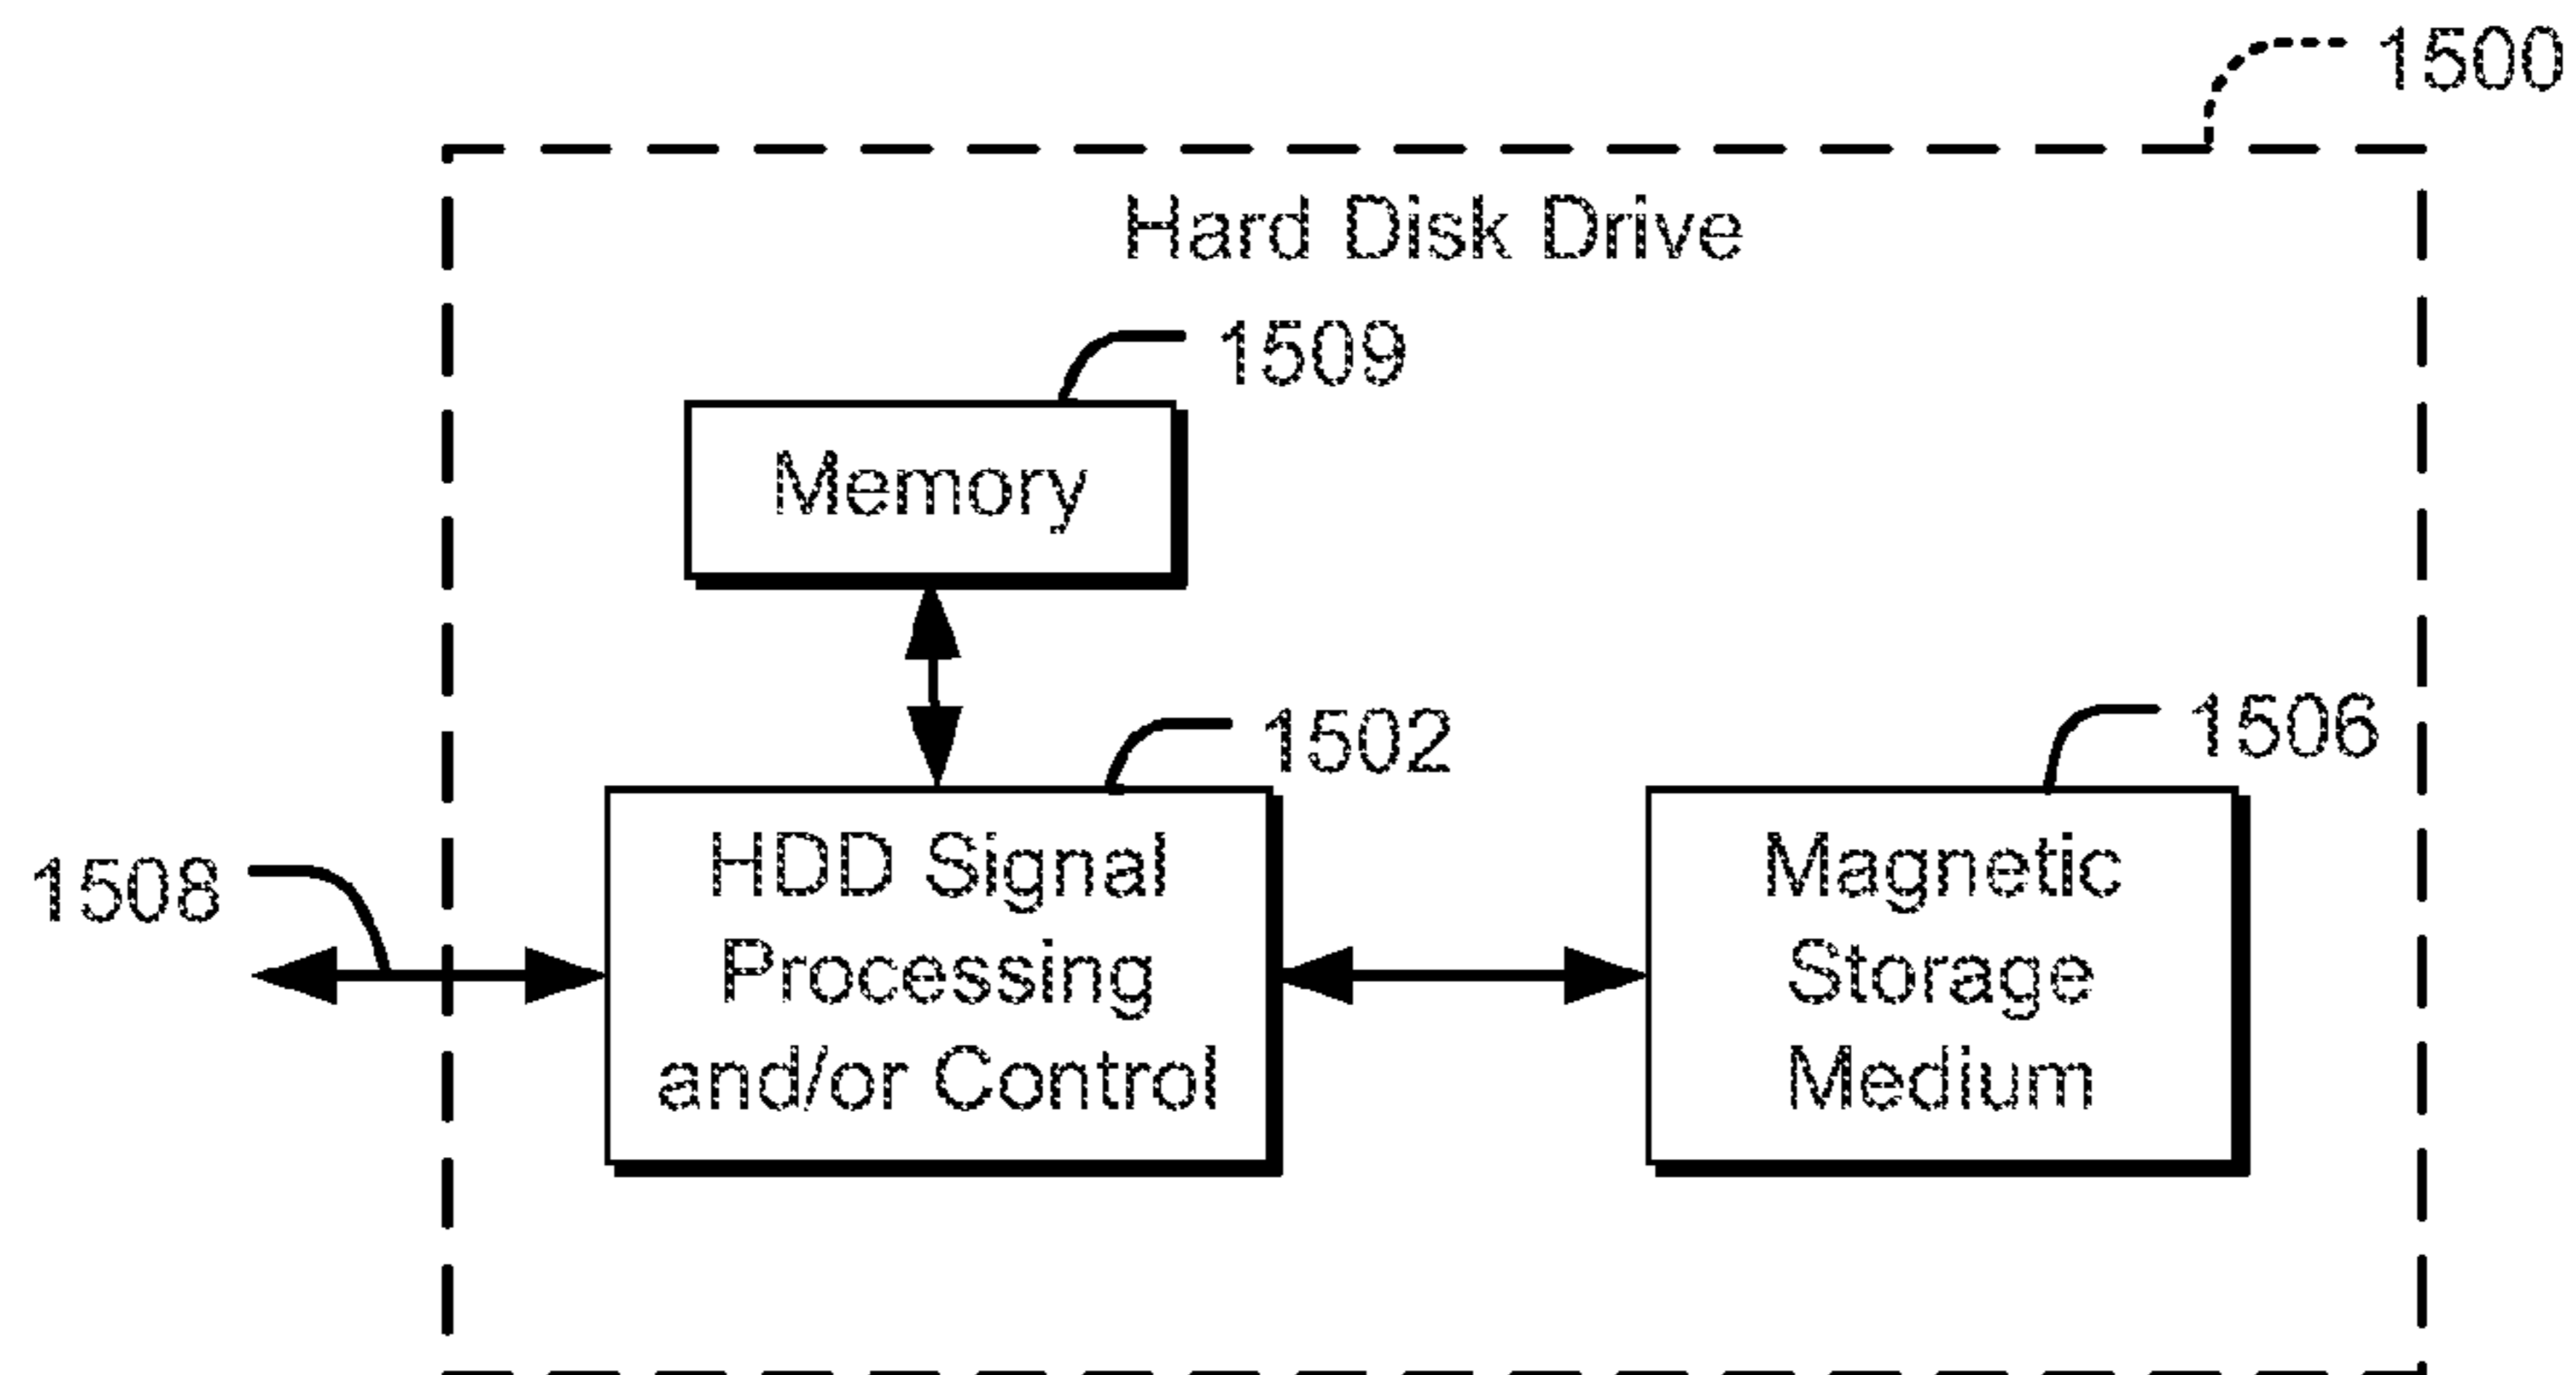 1500
Hard Disk Drive
1509
Memory
1502
1506
1508
HDD Signal
Processing
and/or Control
Magnetic
Storage
Medium